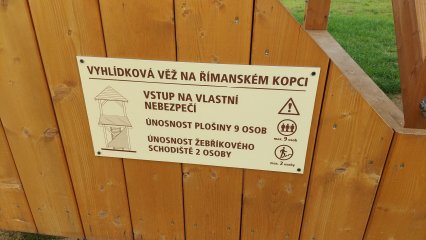 VYHLÍDKOVÁ VĚŽ NA ŘÍMANSKÉM KOPCI
VSTUP NA VLASTNÍ
NEBEZPEČÍ
ÚNOSNOST PLOŠINY 9 OSOB
max. 9 osob
ÚNOSNOST ŽEBŘÍKOVÉHO
SCHODIŠTĚ 2 OSOBY
max. 2 osoby